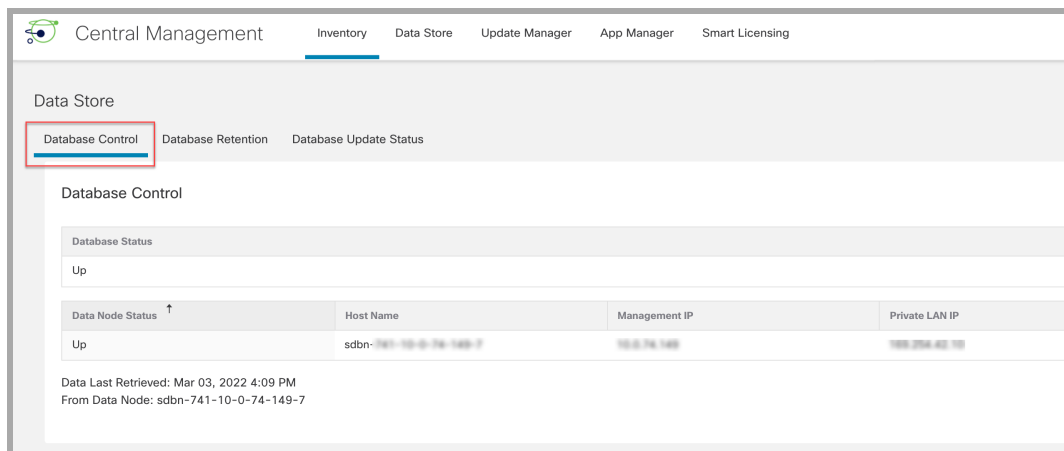 Central Management Inventory Data Store Update Manager App Manager Smart Licensing
Data Store
Database Control Database Retention Database Update Status
Database Control
Database Status
Up
Data Node Status ↑ Host Name Management IP Private LAN IP
Up sdbn-
Data Last Retrieved: Mar 03, 2022 4:09 PM
From Data Node: sdbn-741-10-0-74-149-7